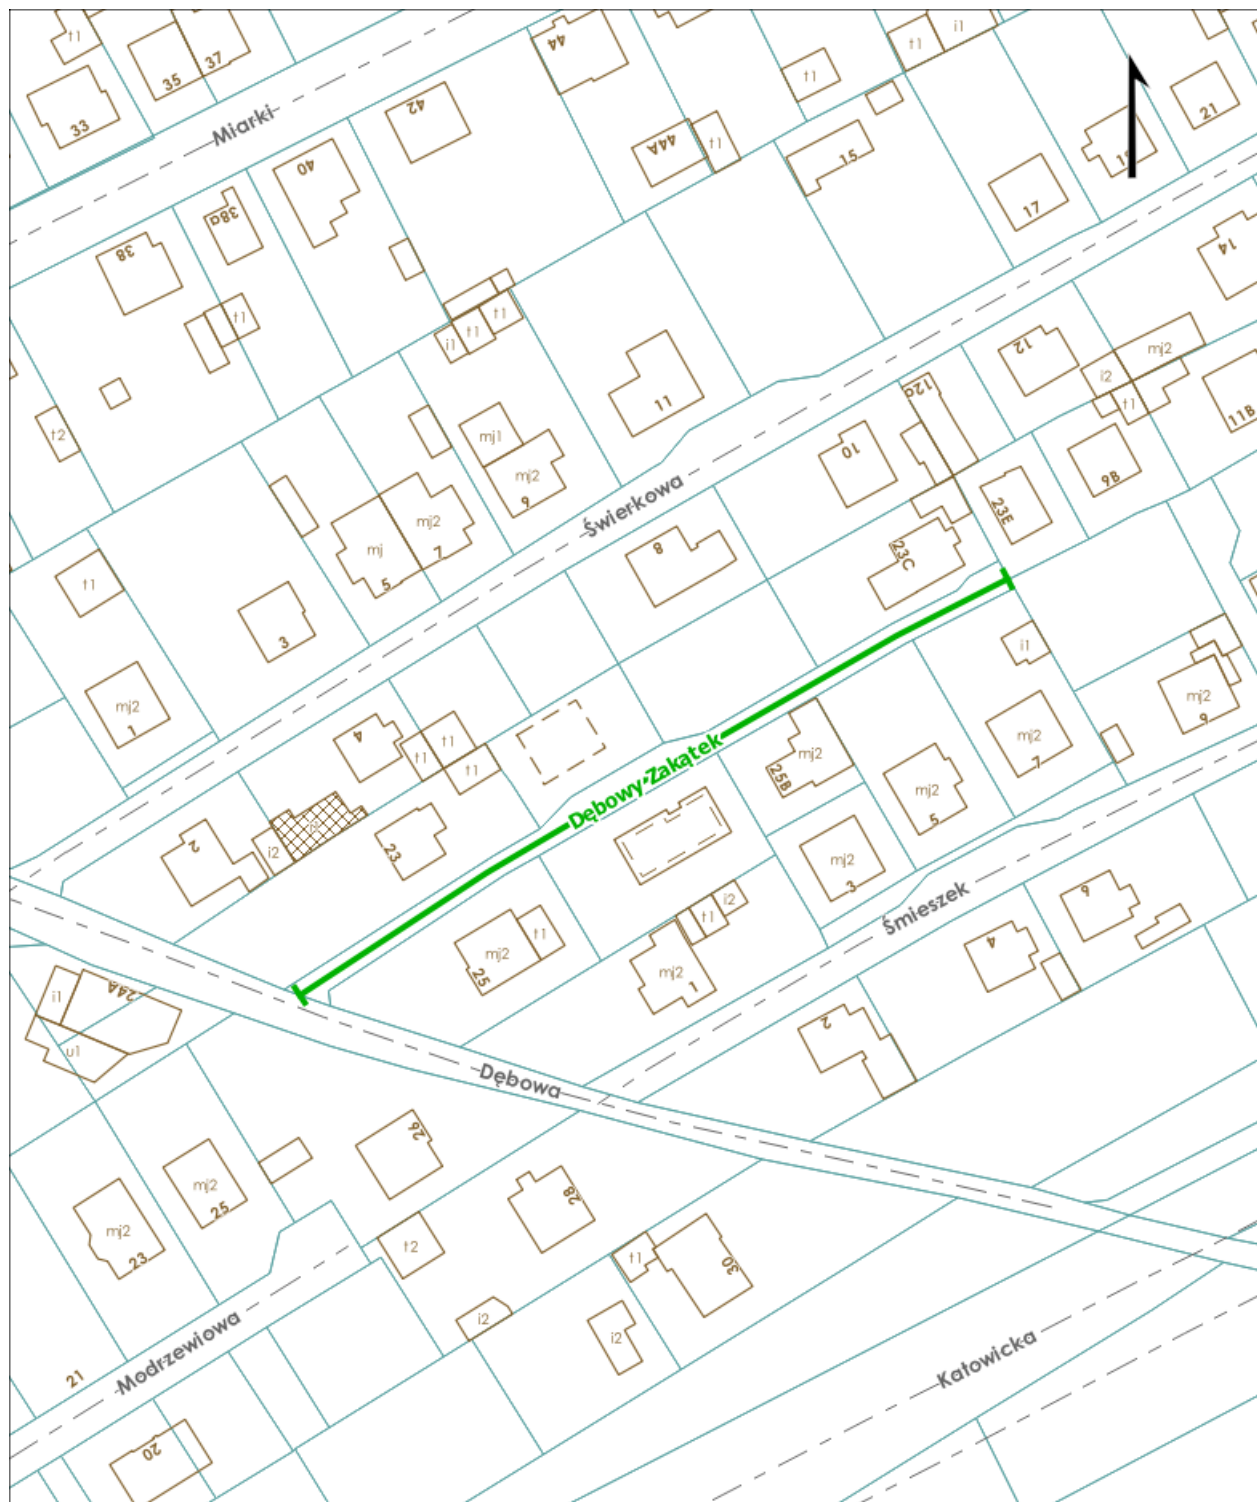 i1
t1
t1
44
37
35
t1
21
42
33
Miarki
15
t1
44A
40
17
38a
14
38
t1
t1
t1
i1
12
mj2
i2
12a
t1
11
11B
t2
mj1
10
9B
mj2
9
Świerkowa
23E
mj2
7
mj
5
8
23C
t1
3
i1
mj2
1
mj2
9
4
t1
t1
t1
mj2
7
Dębowy Zakątek
mj2
25B
mj2
5
2
i2
23
mj2
3
Śmieszek
i2
t1
6
mj2
t1
25
4
mj2
1
24A
i1
2
u1
Dębowa
26
mj2
25
28
mj2
23
t2
t1
30
i2
i2
Modrzewiowa
Katowicka
21
20